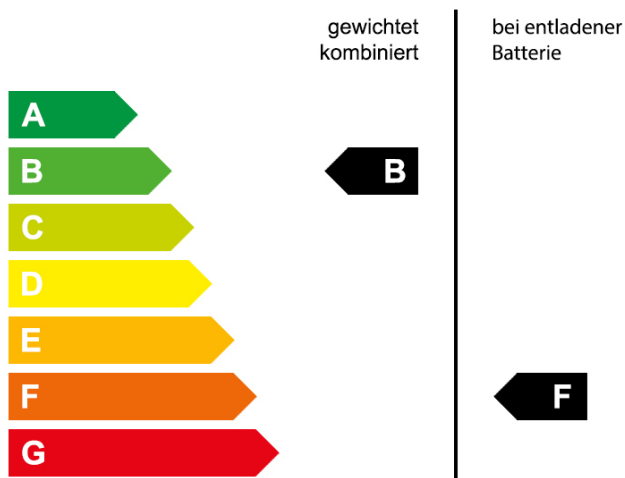 gewichtet
kombiniert
bei entladener
Batterie
A
B
B
C
D
E
F
F
G